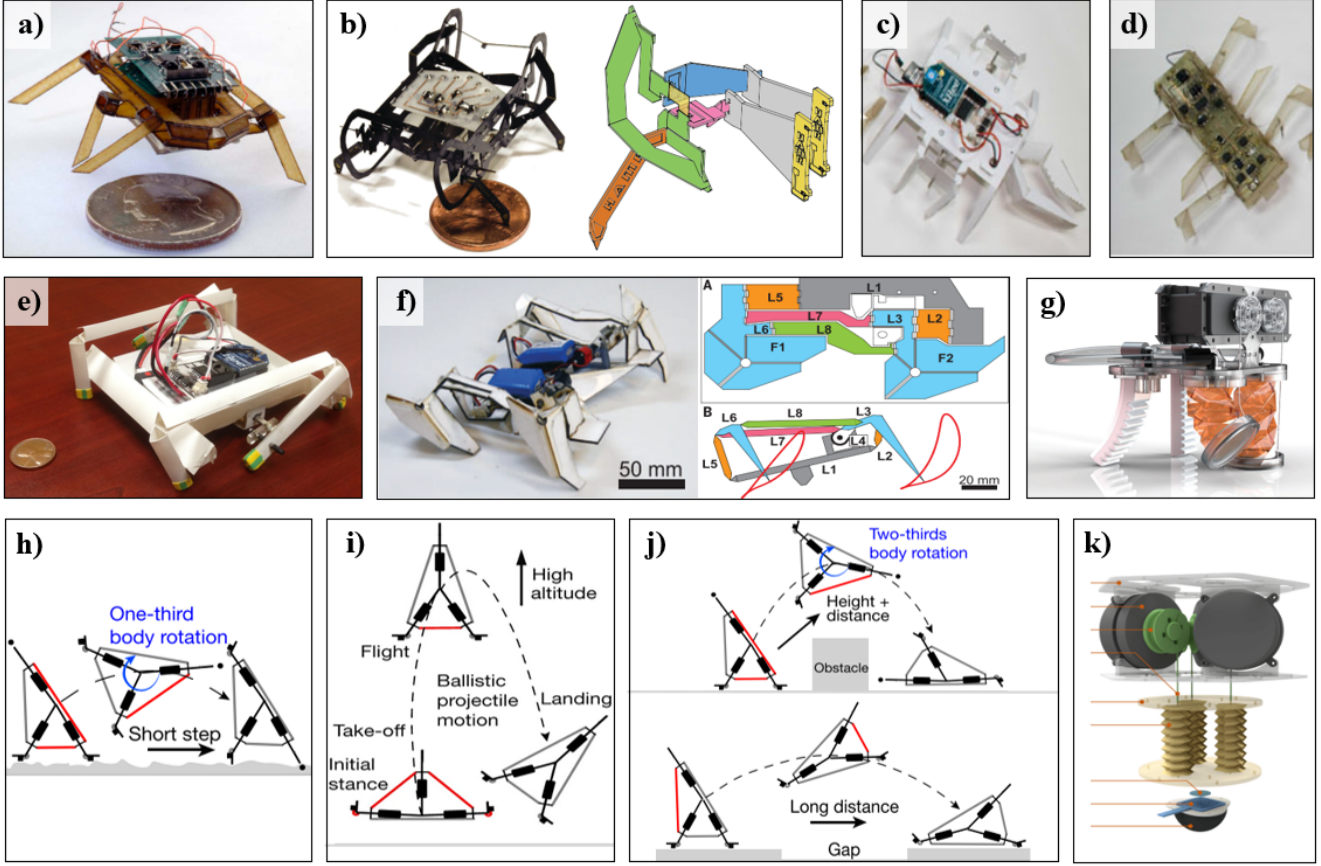 a)
b)
c)
d)
e)
f)
50 mm
A
L5
L1
L7
L3
L2
L6
L8
F1
F2
B
L6
L8
L3
L7
L4
L5
L1
L2
20 mm
g)
h)
One-third
body rotation
Short step
i)
High
altitude
Flight
Ballistic
projectile
motion
Landing
Take-off
Initial
stance
j)
Two-thirds
body rotation
Height +
distance
Obstacle
Long distance
Gap
k)